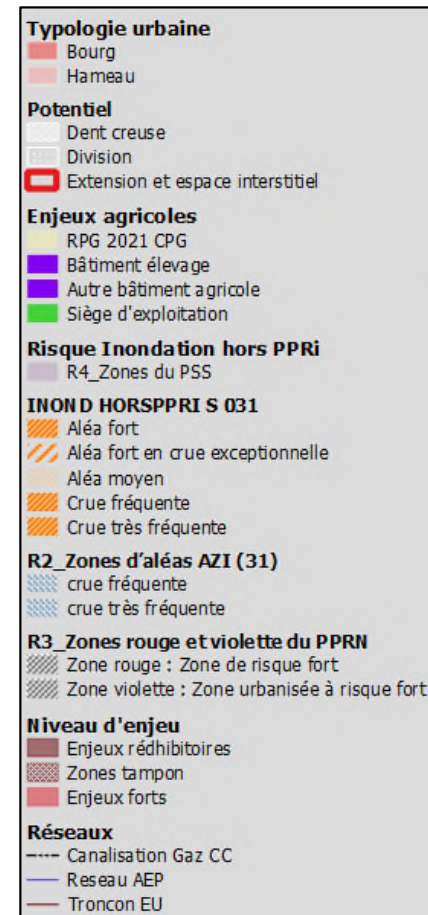 Typologie urbaine
Bourg
Hameau
Potentiel
Dent creuse
Division
Extension et espace interstitiel
Enjeux agricoles
RPG 2021 CPG
Bâtiment élevage
Autre bâtiment agricole
Siège d'exploitation
Risque Inondation hors PPRi
R4_Zones du PSS
INOND HORSPPRI S 031
Aléa fort
Aléa fort en crue exceptionnelle
Aléa moyen
Crue fréquente
Crue très fréquente
R2_Zones d’aléas AZI (31)
crue fréquente
crue très fréquente
R3_Zones rouge et violette du PPRN
Zone rouge : Zone de risque fort
Zone violette : Zone urbanisée à risque fort
Niveau d'enjeu
Enjeux rédhibitoires
Zones tampon
Enjeux forts
Réseaux
Canalisation Gaz CC
Reseau AEP
Troncon EU